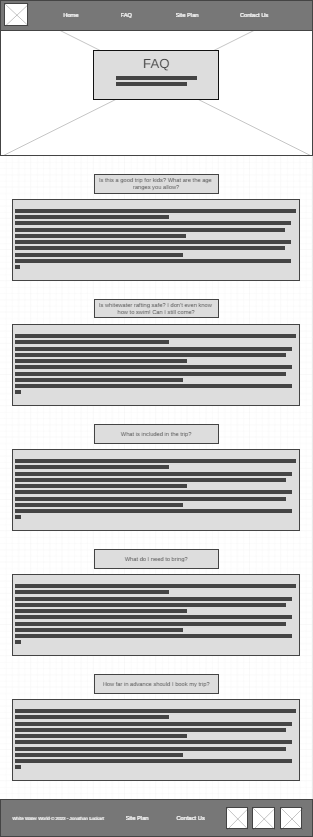 Home FAQ Site Plan Contact Us
FAQ
Is this a good trip for kids? What are the age
ranges you allow?
Is whitewater rafting safe? I don't even know
how to swim! Can I still come?
What is included in the trip?
What do I need to bring?
How far in advance should I book my trip?
White Water World © 2023 - Jonathan Site Plan Contact Us